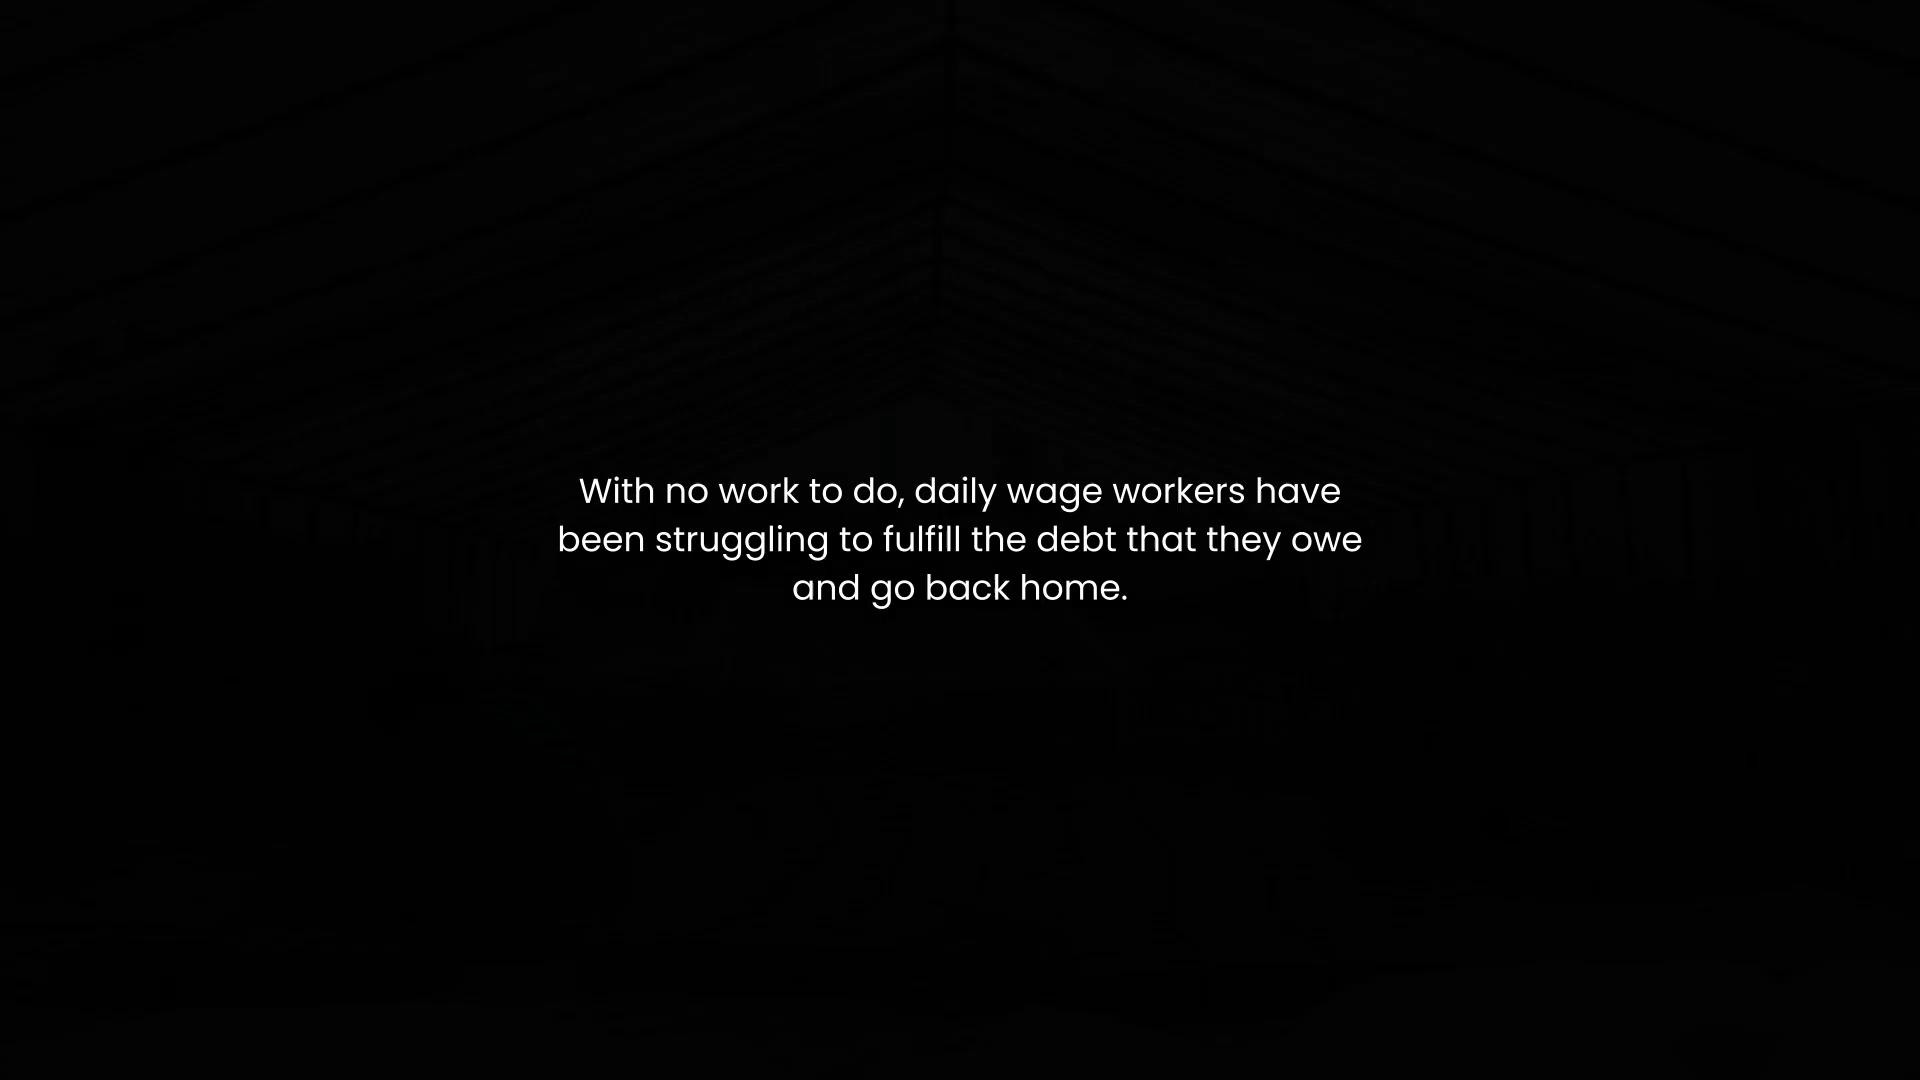 With no work to do, daily wage workers have
been struggling to fulfill the debt that they owe
and go back home.